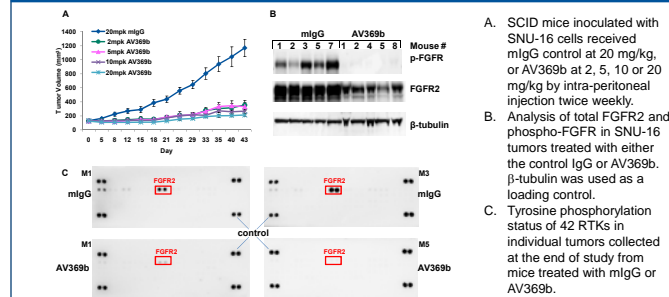 A
20mpk mIgG
2mpk AV369b
5mpk AV369b
10mpk AV369b
20mpk AV369b
Tumor Volume (mm³)
1400
1200
1000
800
600
400
200
0
0 5 8 12 15 18 21 26 29 33 35 40 43
Day
B
mIgG AV369b
Mouse # 1 2 3 5 7 1 2 4 5 8
p-FGFR
FGFR2
β-tubulin
C
M1
mIgG
FGFR2
M3
mIgG
FGFR2
control
M1
AV369b
FGFR2
M5
AV369b
FGFR2
A. SCID mice inoculated with
SNU-16 cells received
mIgG control at 20 mg/kg,
or AV369b at 2, 5, 10 or 20
mg/kg by intra-peritoneal
injection twice weekly.
B. Analysis of total FGFR2 and
phospho-FGFR in SNU-16
tumors treated with either
the control IgG or AV369b.
β-tubulin was used as a
loading control.
C. Tyrosine phosphorylation
status of 42 RTKs in
individual tumors collected
at the end of study from
mice treated with mIgG or
AV369b.